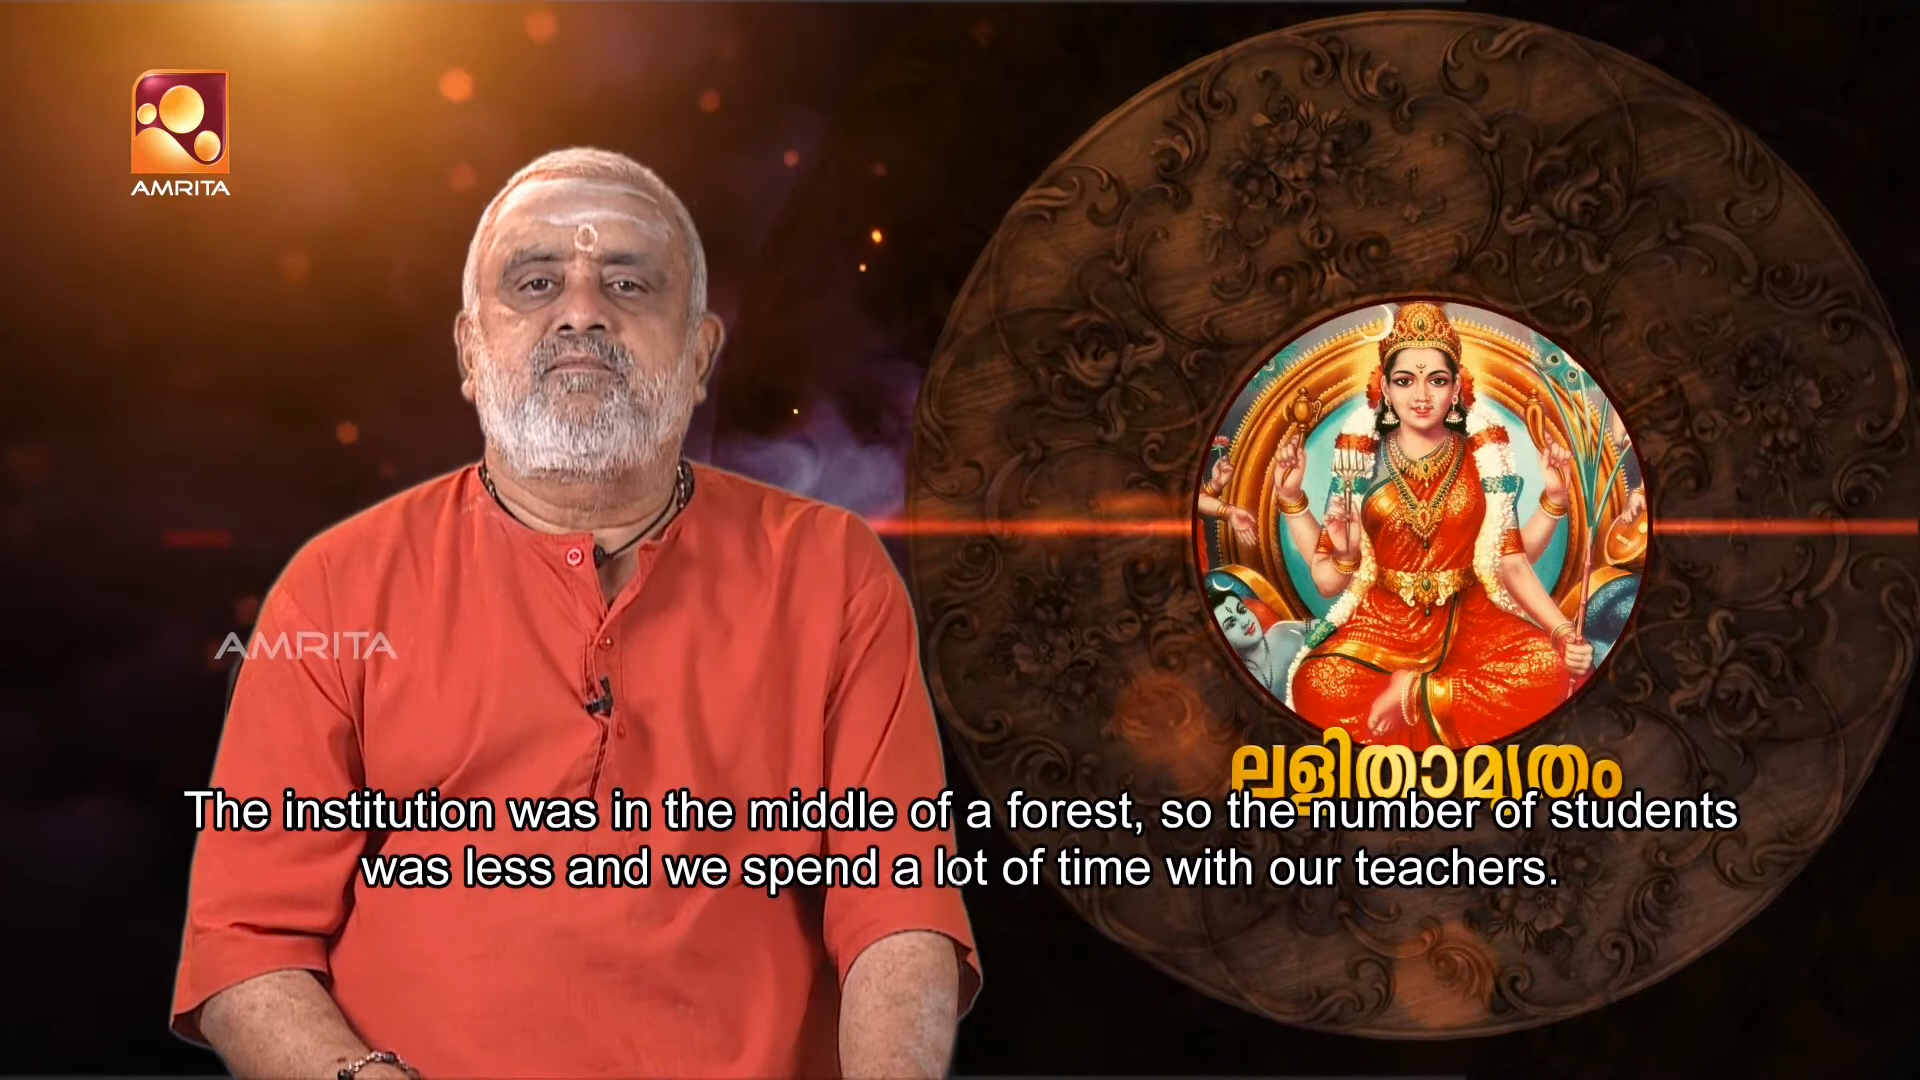 AMRITA
AMRITA
ലളിതാമൃതം
The institution was in the middle of a forest, so the number of students
was less and we spend a lot of time with our teachers.